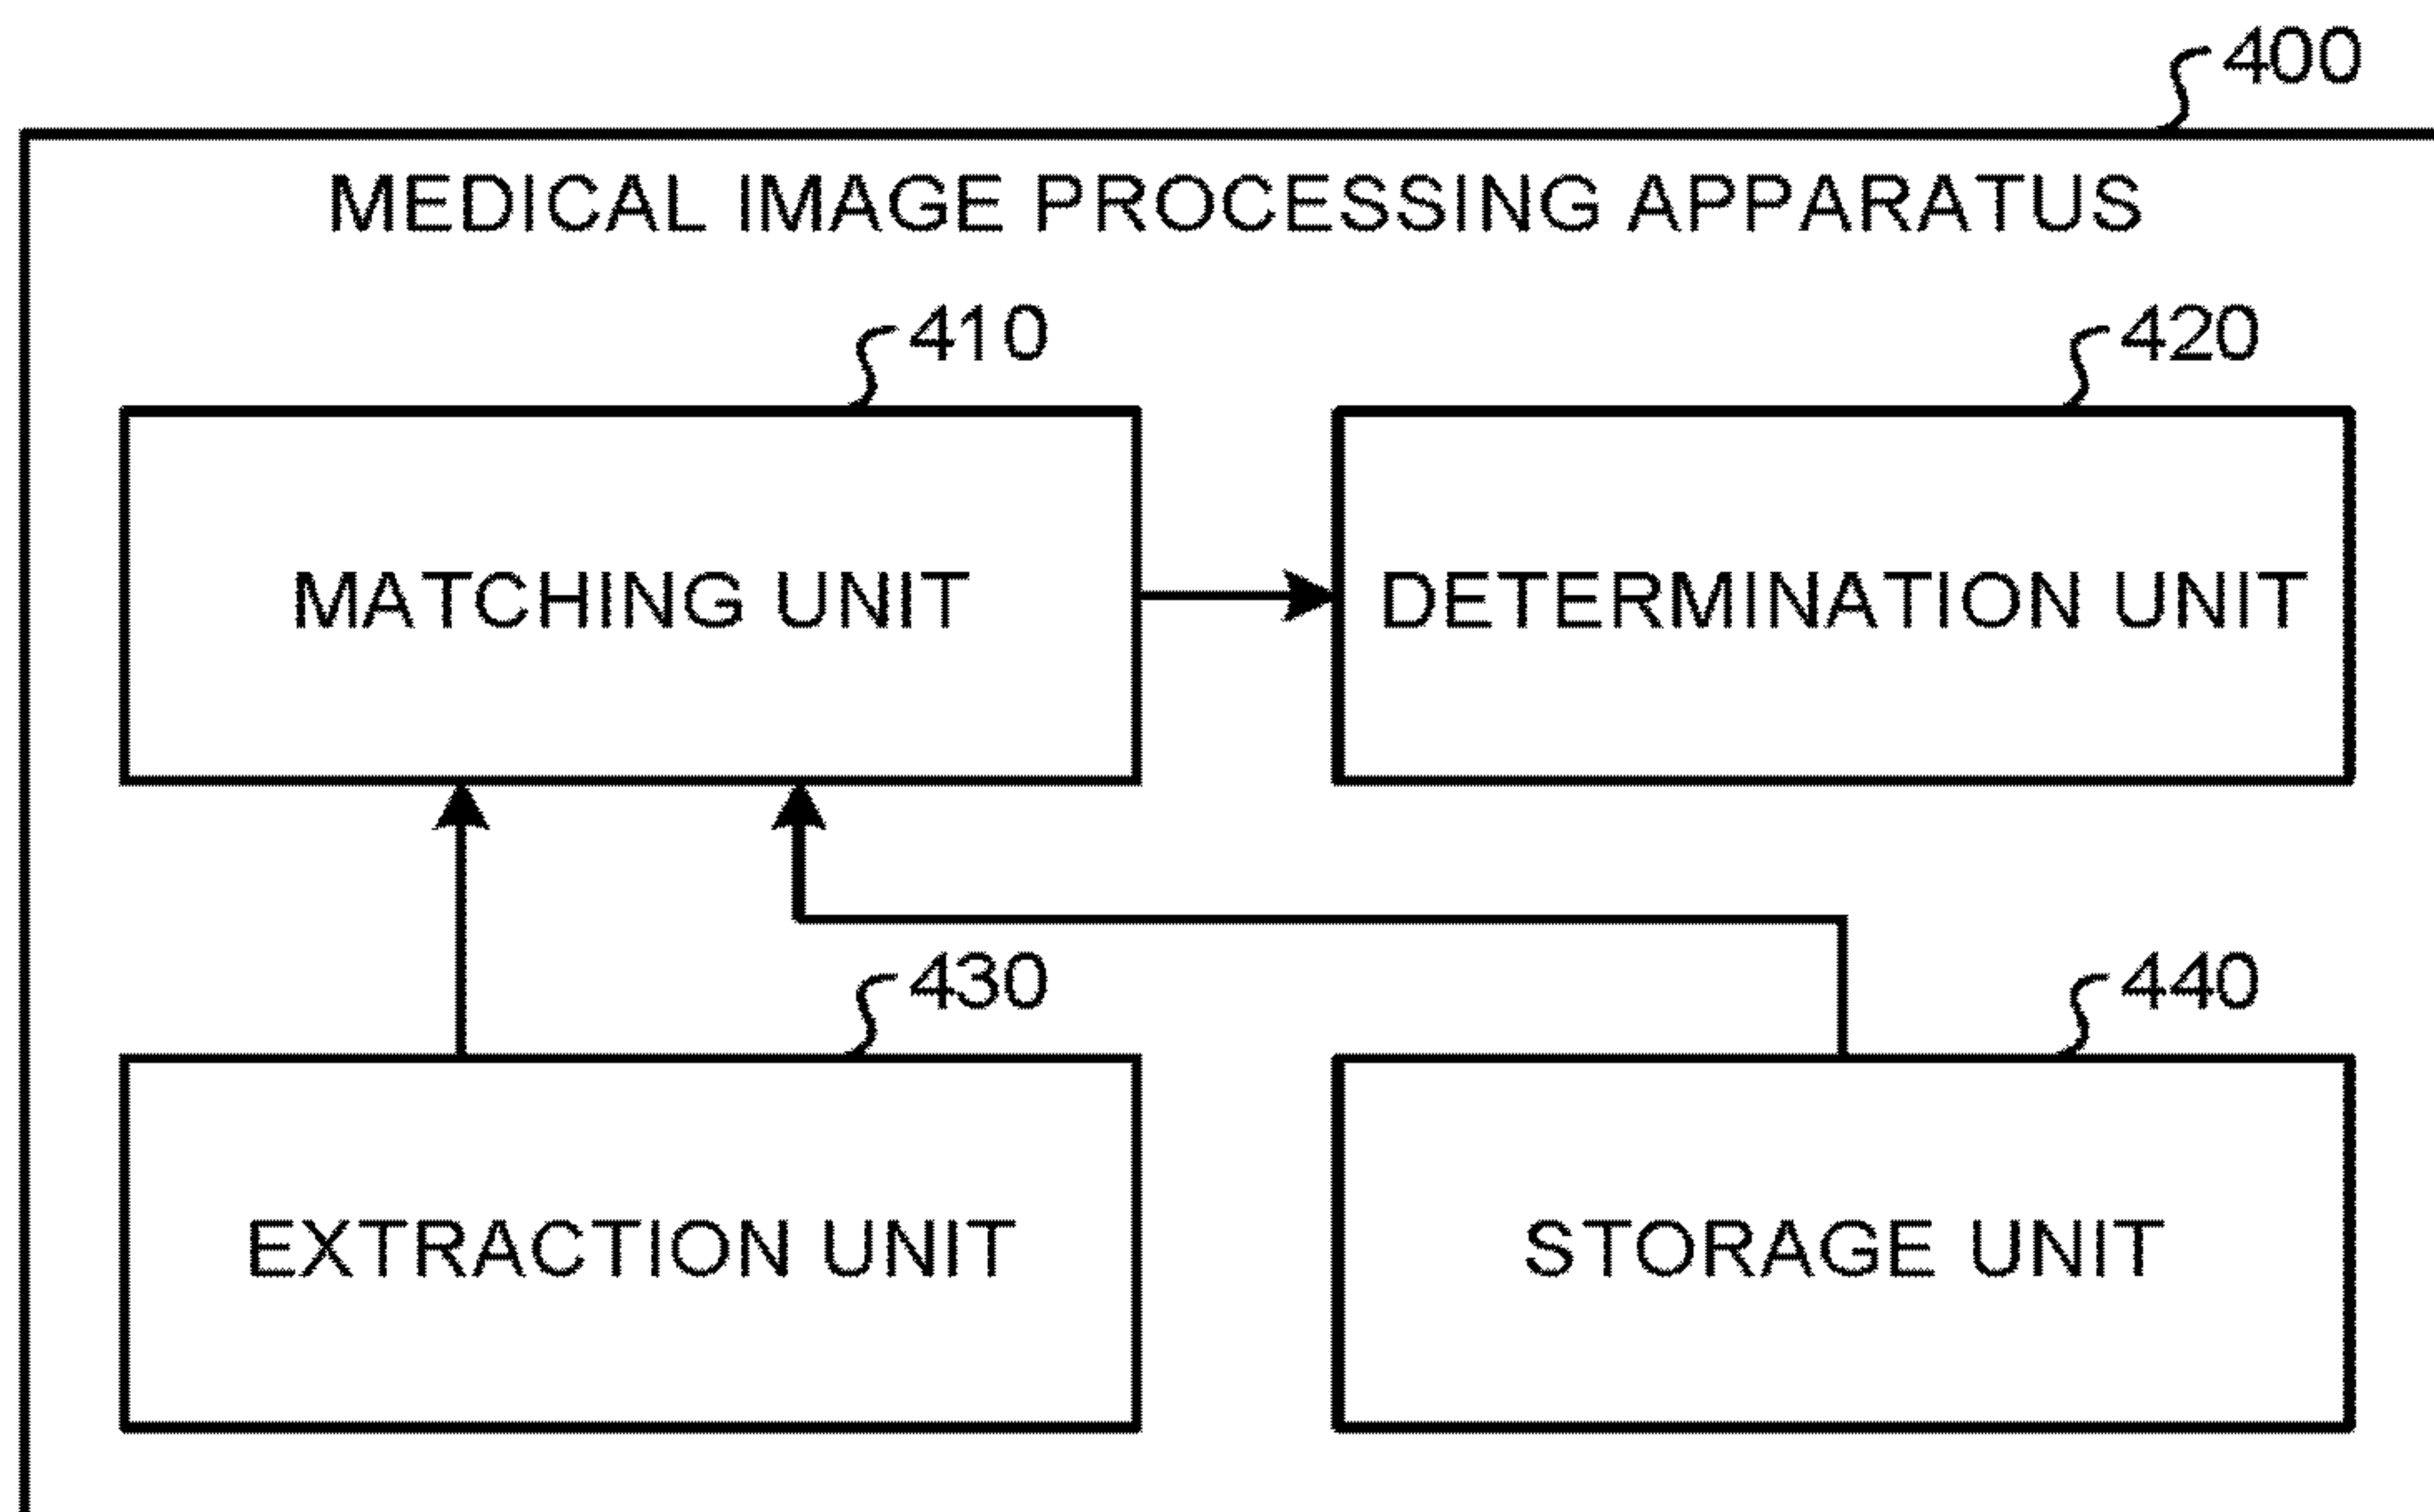 400
MEDICAL IMAGE PROCESSING APPARATUS
410
420
MATCHING UNIT
DETERMINATION UNIT
430
440
EXTRACTION UNIT
STORAGE UNIT